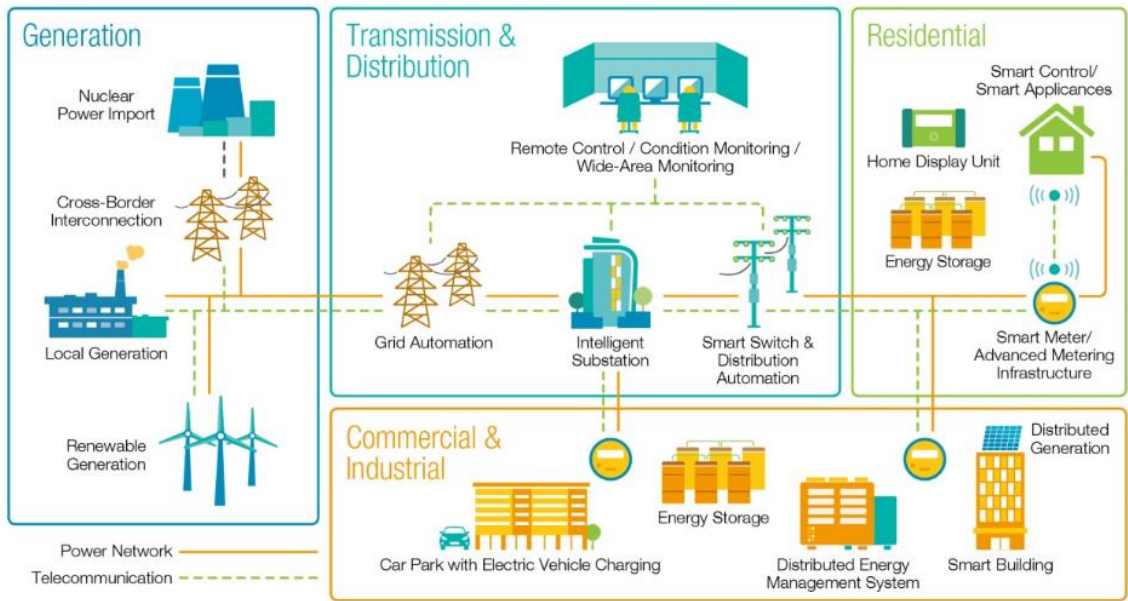 Generation
Nuclear
Power Import
Cross-Border
Interconnection
Local Generation
Renewable
Generation
Power Network
Telecommunication
Transmission &
Distribution
Remote Control / Condition Monitoring /
Wide-Area Monitoring
Grid Automation
Intelligent
Substation
Smart Switch &
Distribution
Automation
Residential
Smart Control/
Smart Applicances
Home Display Unit
Energy Storage
Smart Meter/
Advanced Metering
Infrastructure
Commercial &
Industrial
Car Park with Electric Vehicle Charging
Energy Storage
Distributed Energy
Management System
Distributed
Generation
Smart Building